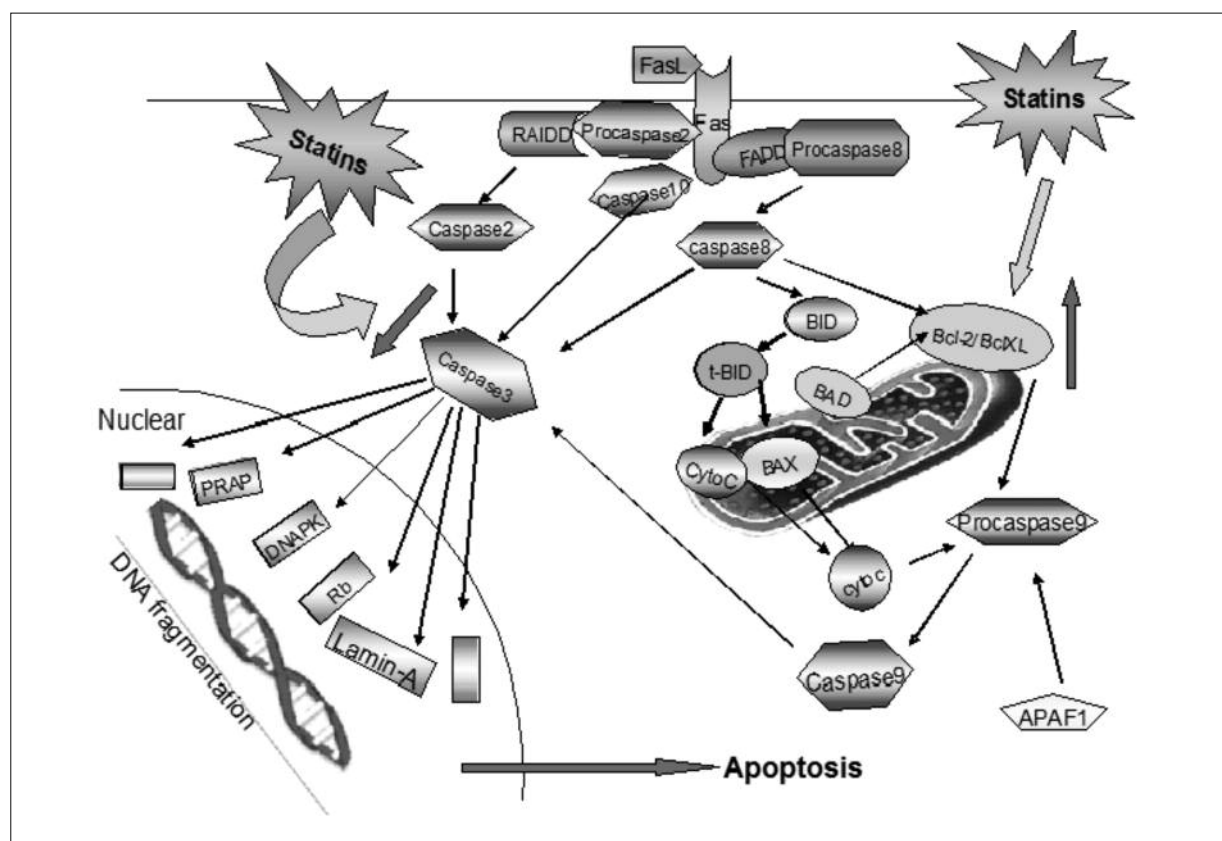 FasL
Statins
Statins
RAIDD
Procaspase2
Fas
FADD
Procaspase8
Caspase10
Caspase2
caspase8
BID
Bcl-2/BclXL
t-BID
Caspase3
BAD
Nuclear
CytoC
BAX
PRAP
Procaspase9
DNAPK
cyto c
Rb
DNA fragmentation
Lamin-A
Caspase9
APAF1
Apoptosis